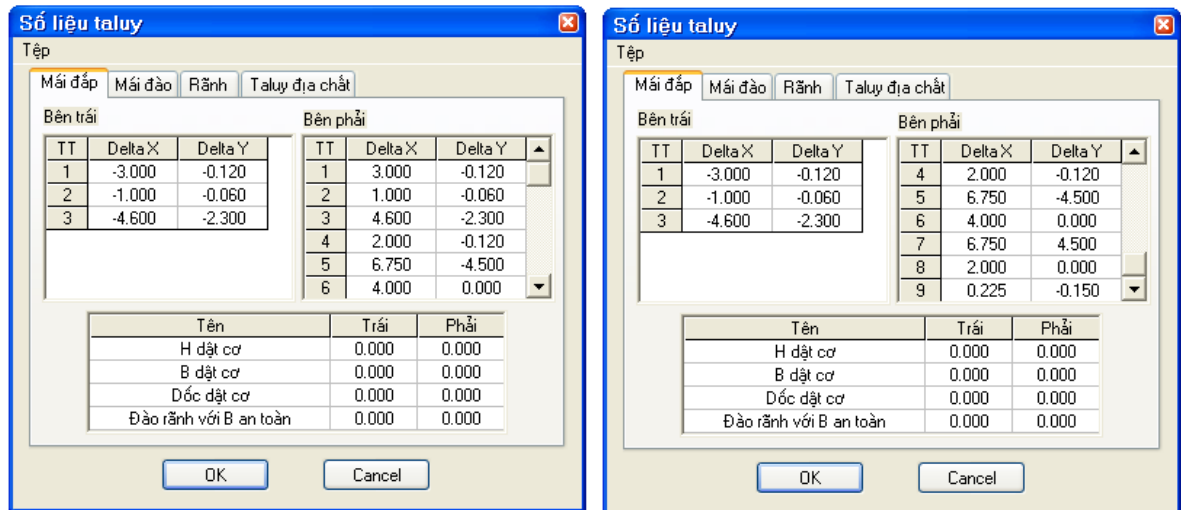 Số liệu taluy
Tệp
Mái đắp Mái đào Rãnh Taluy địa chất
Bên trái Bên phải
TT Delta X Delta Y TT Delta X Delta Y
1 -3.000 -0.120 1 3.000 -0.120
2 -1.000 -0.060 2 1.000 -0.060
3 -4.600 -2.300 3 4.600 -2.300
4 2.000 -0.120
5 6.750 -4.500
6 4.000 0.000
Tên Trái Phải
H dật cơ 0.000 0.000
B dật cơ 0.000 0.000
Dốc dật cơ 0.000 0.000
Đào rãnh với B an toàn 0.000 0.000
OK Cancel
Số liệu taluy
Tệp
Mái đắp Mái đào Rãnh Taluy địa chất
Bên trái Bên phải
TT Delta X Delta Y TT Delta X Delta Y
1 -3.000 -0.120 4 2.000 -0.120
2 -1.000 -0.060 5 6.750 -4.500
3 -4.600 -2.300 6 4.000 0.000
7 6.750 4.500
8 2.000 0.000
9 0.225 -0.150
Tên Trái Phải
H dật cơ 0.000 0.000
B dật cơ 0.000 0.000
Dốc dật cơ 0.000 0.000
Đào rãnh với B an toàn 0.000 0.000
OK Cancel